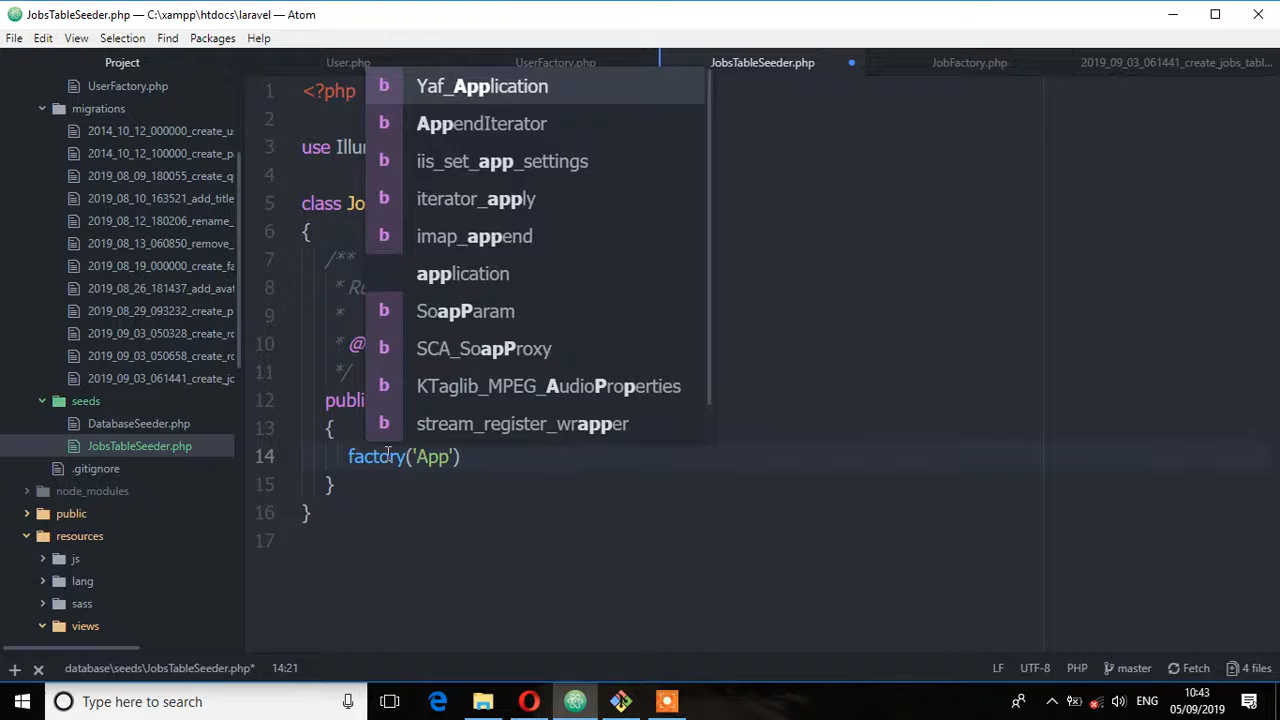 JobsTableSeeder.php — C:\xampp\htdocs\laravel — Atom
File Edit View Selection Find Packages Help
Project
User.php
UserFactory.php
JobsTableSeeder.php
JobFactory.php
2019_09_03_061441_create_jobs_tabl...
UserFactory.php
migrations
2014_10_12_000000_create_u
2014_10_12_100000_create_p
2019_08_09_180055_create_q
2019_08_10_163521_add_title
2019_08_12_180206_rename_
2019_08_13_060850_remove_
2019_08_19_000000_create_fa
2019_08_26_181437_add_ava
2019_08_29_093232_create_p
2019_09_03_050328_create_ro
2019_09_03_050658_create_ro
2019_09_03_061441_create_jo
seeds
DatabaseSeeder.php
JobsTableSeeder.php
.gitignore
node_modules
public
resources
js
lang
sass
views
1 <?php
2
3 use Illu
4
5 class Jo
6 {
7 /**
8 * Ru
9 *
10 * @
11 */
12 publi
13 {
14 factory('App')
15 }
16 }
17
b Yaf_Application
b AppendIterator
b iis_set_app_settings
b iterator_apply
b imap_append
application
b SoapParam
b SCA_SoapProxy
b KTaglib_MPEG_AudioProperties
b stream_register_wrapper
database\seeds\JobsTableSeeder.php* 14:21
LF UTF-8 PHP master Fetch 4 files
Type here to search
ENG
10:43
05/09/2019